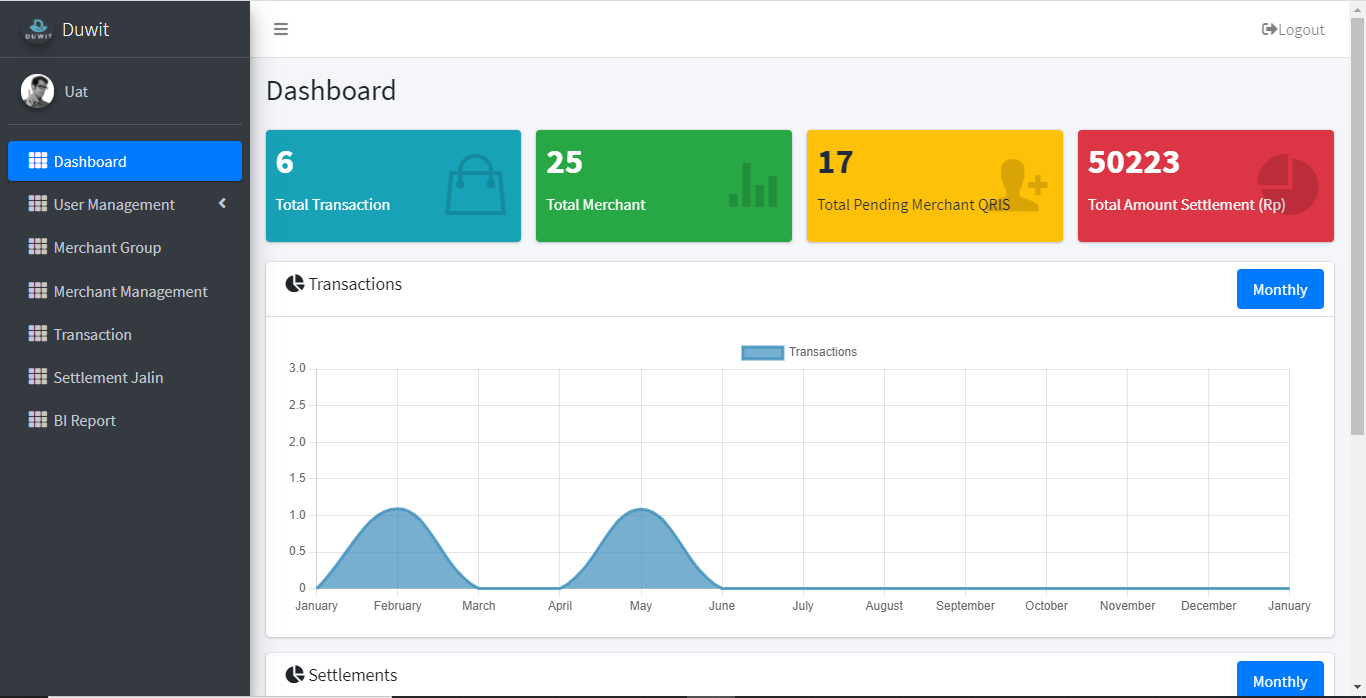 DUWIT
Duwit
Logout
Uat
Dashboard
Dashboard
User Management
Merchant Group
Merchant Management
Transaction
Settlement Jalin
BI Report
6
Total Transaction
25
Total Merchant
17
Total Pending Merchant QRIS
50223
Total Amount Settlement (Rp)
Transactions
Monthly
Transactions
3.0
2.5
2.0
1.5
1.0
0.5
0
January February March April May June July August September October November December January
Settlements
Monthly